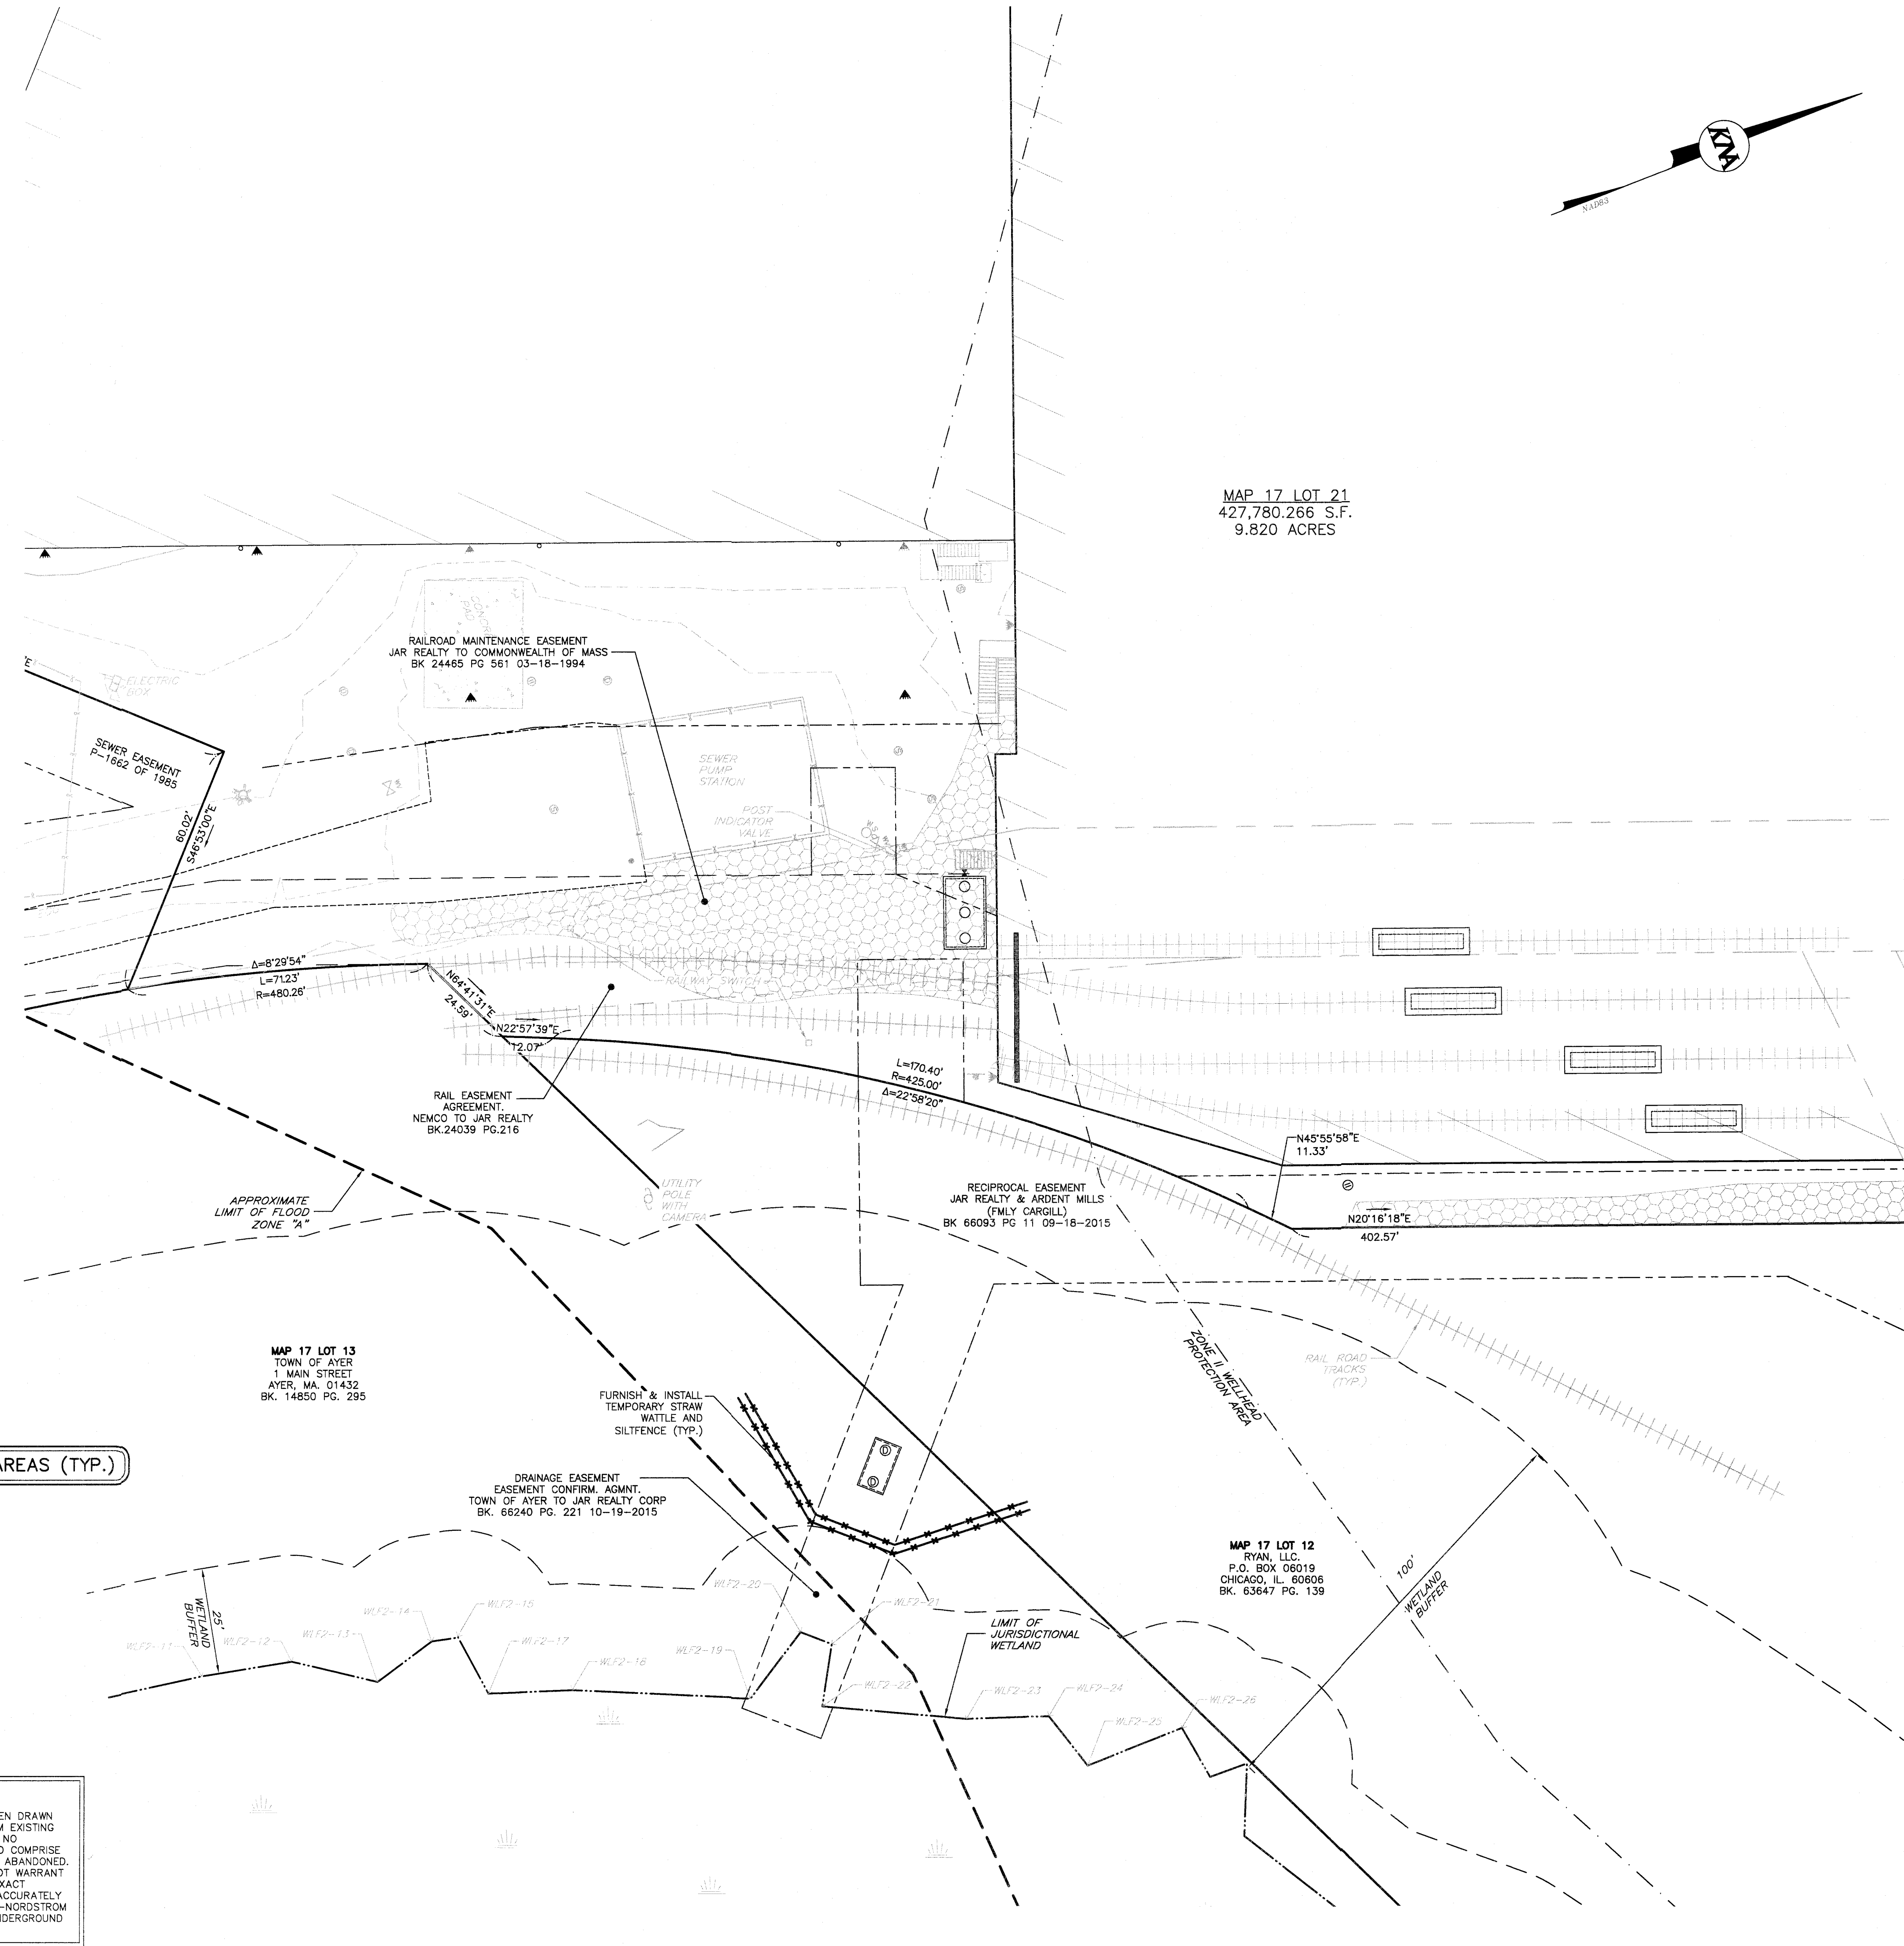 KNA
NAD83
MAP 17 LOT 21
427,780.266 S.F.
9.820 ACRES
CONCRETE
PAD
RAILROAD MAINTENANCE EASEMENT
JAR REALTY TO COMMONWEALTH OF MASS
BK 24465 PG 561 03-18-1994
"E
ELECTRIC
BOX
SEWER EASEMENT
P-1662 OF 1985
60.02'
S46°53'00"E
SEWER
PUMP
STATION
POST
INDICATOR
VALVE
Δ=8°29'54"
L=71.23'
R=480.26'
N64°41'31"E
24.59'
RAILWAY SWITCH
N22°57'39"E
12.07'
L=170.40'
R=425.00'
Δ=22°58'20"
RAIL EASEMENT
AGREEMENT.
NEMCO TO JAR REALTY
BK.24039 PG.216
N45°55'58"E
11.33'
UTILITY
POLE
WITH
CAMERA
RECIPROCAL EASEMENT
JAR REALTY & ARDENT MILLS
(FMLY CARGILL)
BK 66093 PG 11 09-18-2015
APPROXIMATE
LIMIT OF FLOOD
ZONE "A"
N20°16'18"E
402.57'
ZONE II WELLHEAD
PROTECTION AREA
RAIL ROAD
TRACKS
(TYP.)
MAP 17 LOT 13
TOWN OF AYER
1 MAIN STREET
AYER, MA. 01432
BK. 14850 PG. 295
FURNISH & INSTALL
TEMPORARY STRAW
WATTLE AND
SILTFENCE (TYP.)
AREAS (TYP.)
D
D
DRAINAGE EASEMENT
EASEMENT CONFIRM. AGMNT.
TOWN OF AYER TO JAR REALTY CORP
BK. 66240 PG. 221 10-19-2015
MAP 17 LOT 12
RYAN, LLC.
P.O. BOX 06019
CHICAGO, IL. 60606
BK. 63647 PG. 139
100'
WETLAND
BUFFER
25'
WETLAND
BUFFER
WLF2-11
WLF2-12
WLF2-13
WLF2-14
WLF2-15
WLF2-17
WLF2-18
WLF2-19
WLF2-20
WLF2-21
WLF2-22
LIMIT OF
JURISDICTIONAL
WETLAND
WLF2-23
WLF2-24
WLF2-25
WLF2-26
EN DRAWN
M EXISTING
NO
D COMPRISE
ABANDONED.
OT WARRANT
XACT
ACCURATELY
-NORDSTROM
NDERGROUND